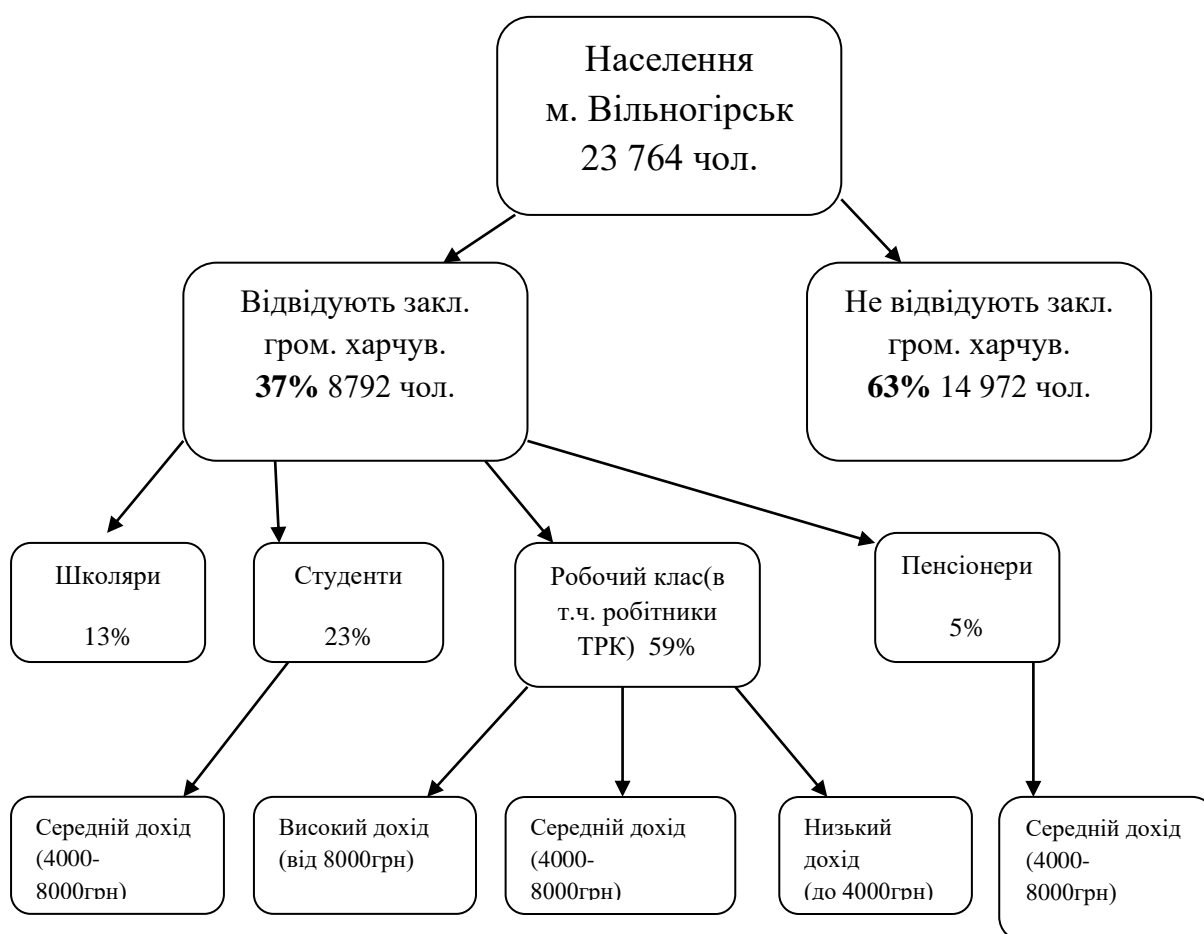 Населення
м. Вільногірськ
23 764 чол.
Відвідують закл.
гром. харчув.
37% 8792 чол.
Не відвідують закл.
гром. харчув.
63% 14 972 чол.
Школяри
13%
Студенти
23%
Робочий клас(в
т.ч. робітники
ТРК) 59%
Пенсіонери
5%
Середній дохід
(4000-
8000грн)
Високий дохід
(від 8000грн)
Середній дохід
(4000-
8000грн)
Низький
дохід
(до 4000грн)
Середній дохід
(4000-
8000грн)